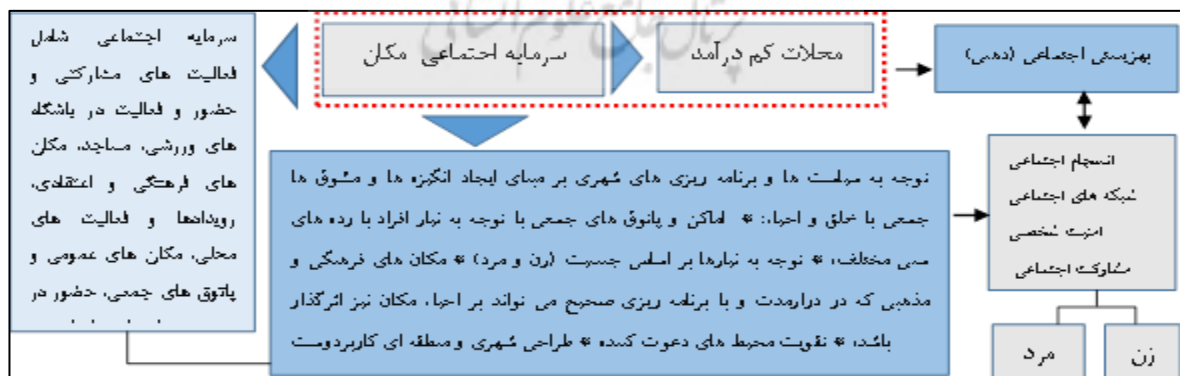 پرتال جامع علوم انسانی
بهزیستی اجتماعی (ذهنی)
محلات کم درآمد
سرمایه اجتماعی مکان
سرمایه اجتماعی شامل
فعالیت های مشارکتی و
حضور و فعالیت در باشگاه
های ورزشی، مساجد، مکان
های فرهنگی و اعتقادی،
رویدادها و فعالیت های
محلی، مکان های عمومی و
پاتوق های جمعی، حضور در
توجه به سیاست ها و برنامه ریزی های شهری بر مبنای ایجاد انگیزه ها و مشوق ها
جمعی با خلق و احیاء: * اماکن و پاتوق های جمعی با توجه به نیاز افراد با رده های
سنی مختلف، * توجه به نیازها بر اساس جنسیت (زن و مرد) * مکان های فرهنگی و
مذهبی که در درازمدت و با برنامه ریزی صحیح می تواند بر احیاء مکان نیز اثرگذار
باشد، * تقویت محیط های دعوت کننده * طراحی شهری و منطقه ای کاربردوست
انسجام اجتماعی
شبکه های اجتماعی
امنیت شخصی
مشارکت اجتماعی
زن
مرد